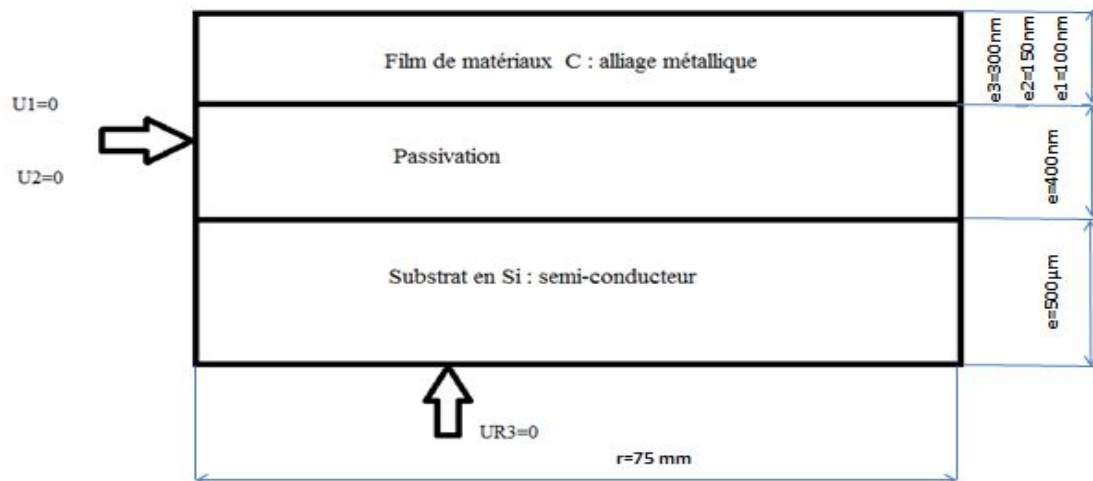 Film de matériaux C : alliage métallique
e3=300nm
e2=150nm
e1=100nm
U1=0
Passivation
U2=0
e=400nm
Substrat en Si : semi-conducteur
e=500µm
UR3=0
r=75 mm